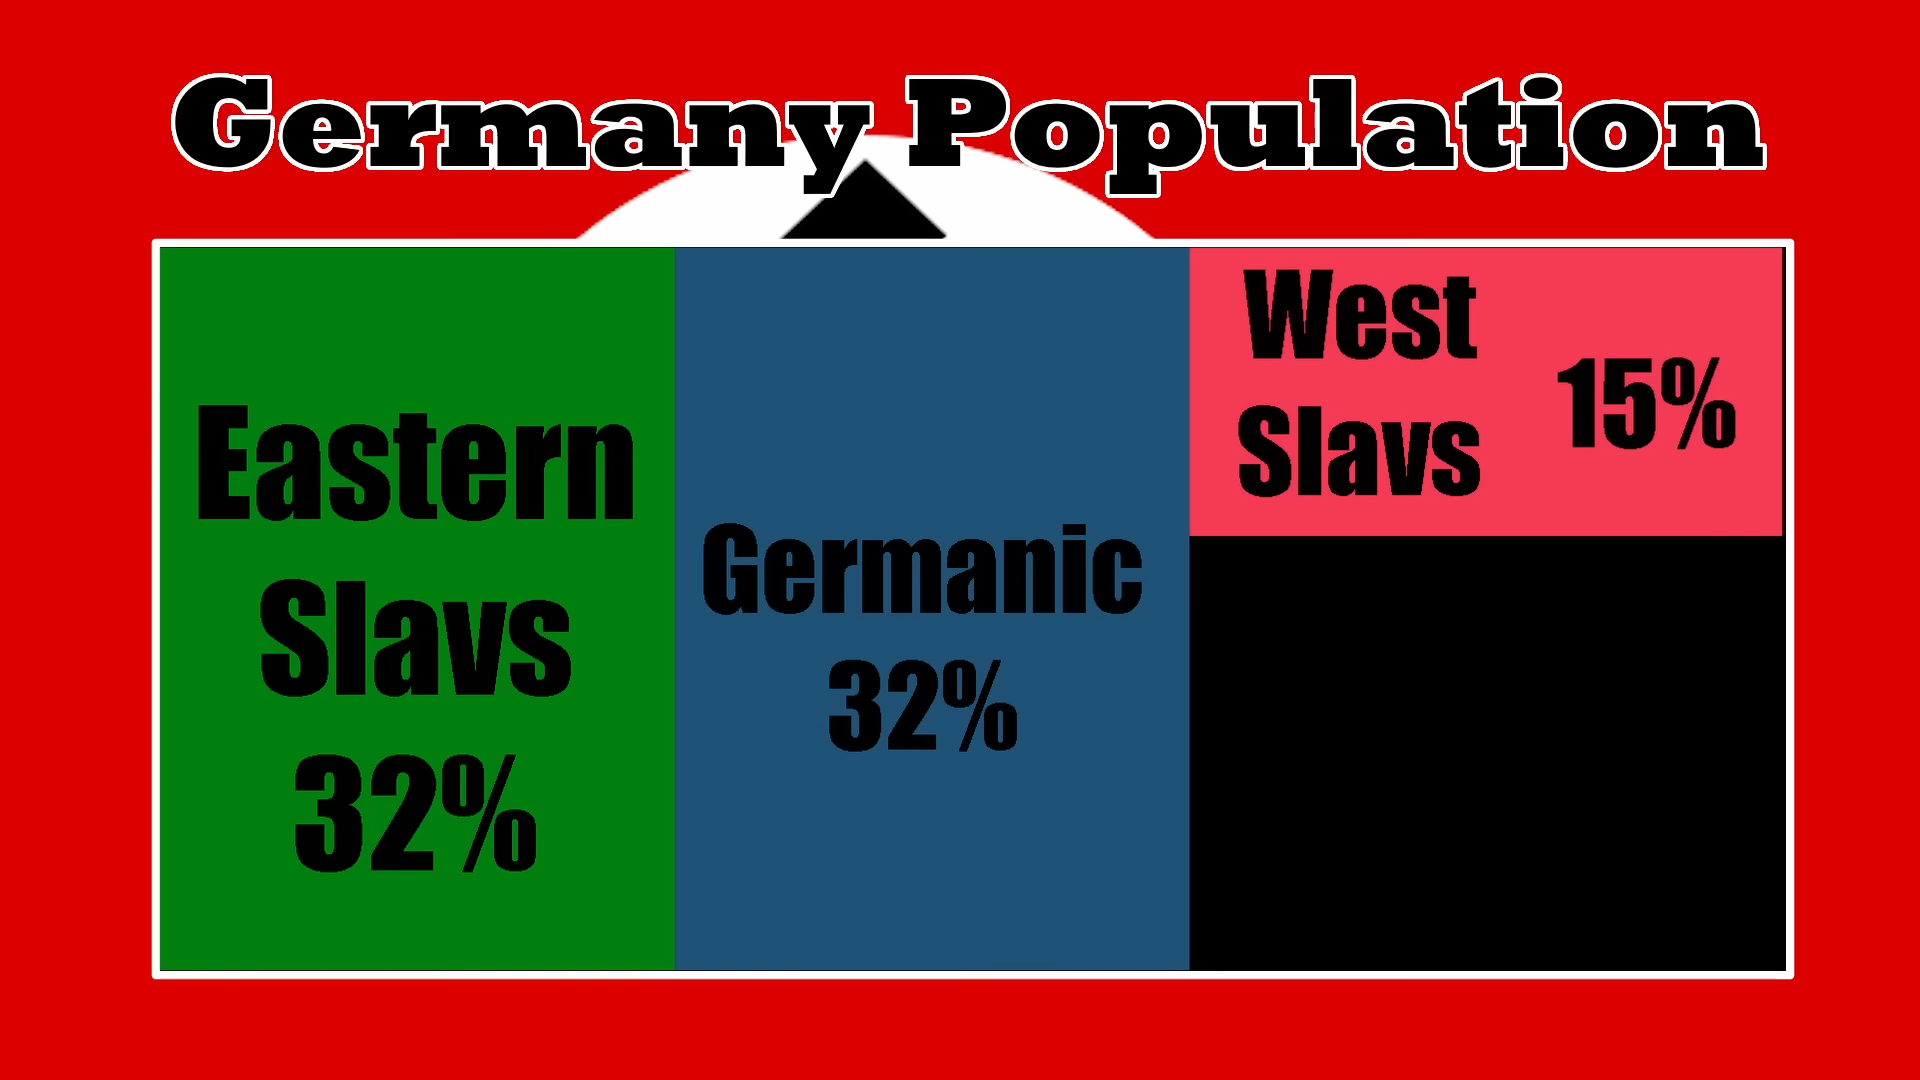 Germany Population
Eastern
Slavs
32%
Germanic
32%
West
Slavs
15%